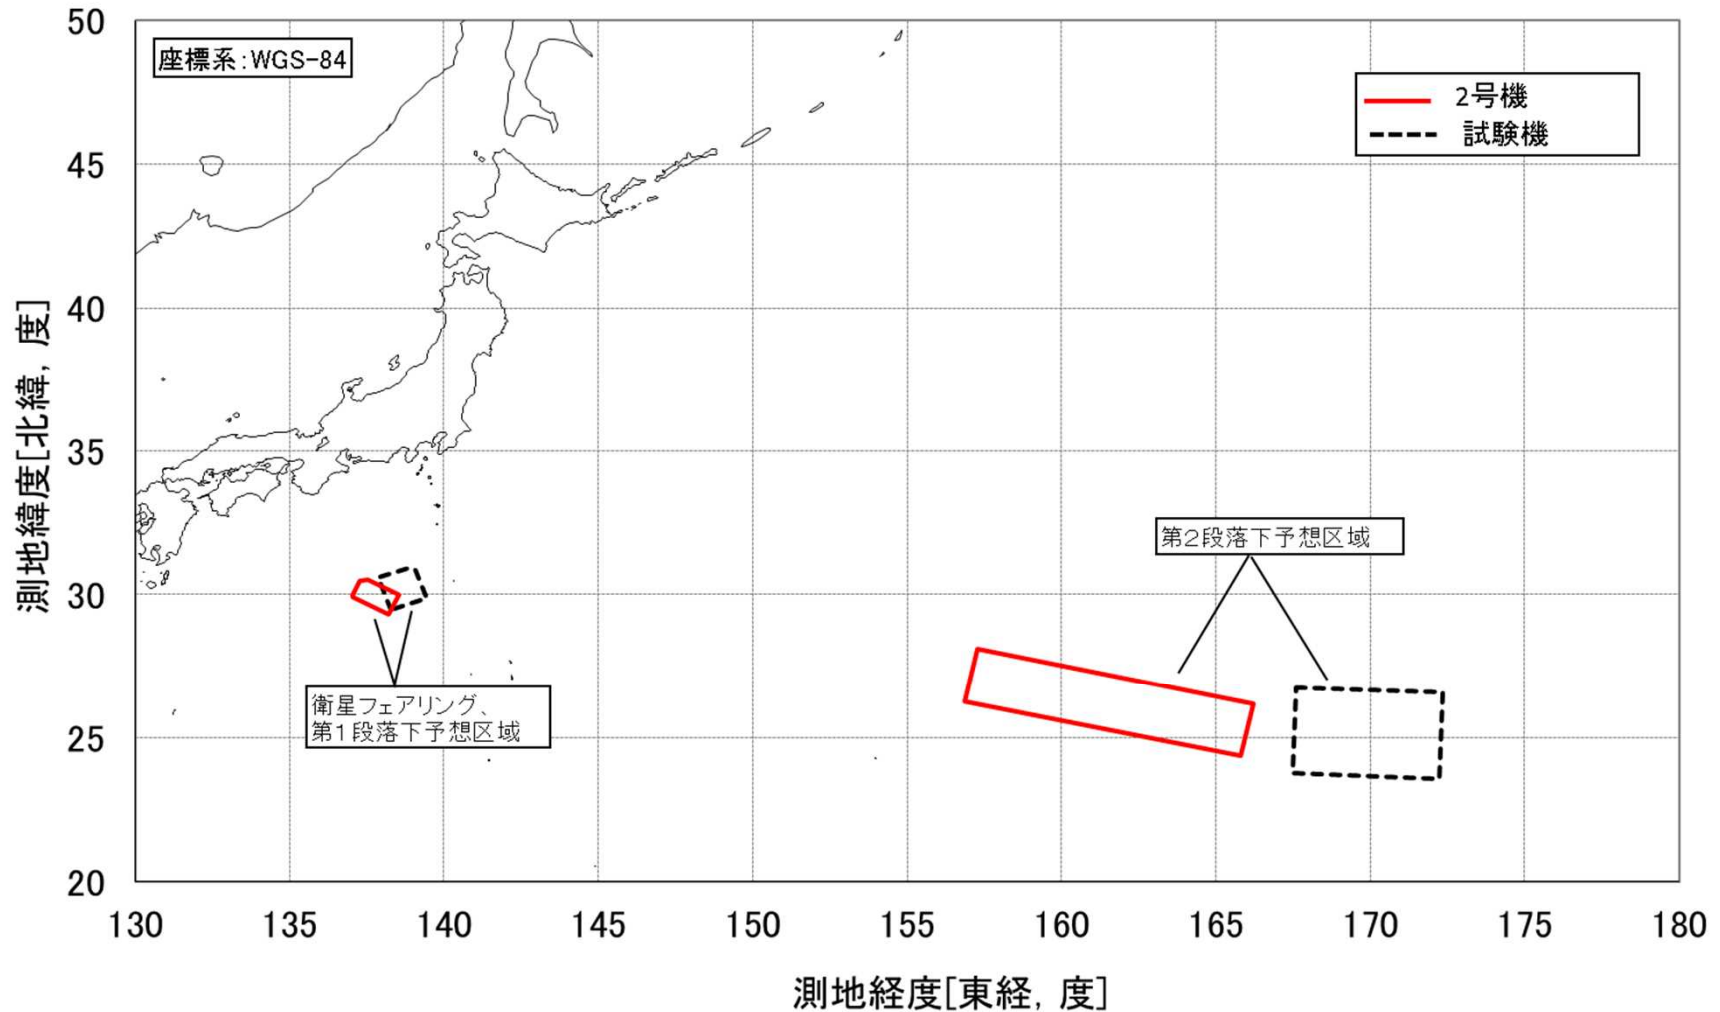 座標系:WGS-84
2号機
試験機
第2段落下予想区域
衛星フェアリング、
第1段落下予想区域
測地緯度[北緯, 度]
50
45
40
35
30
25
20
130 135 140 145 150 155 160 165 170 175 180
測地経度[東経, 度]